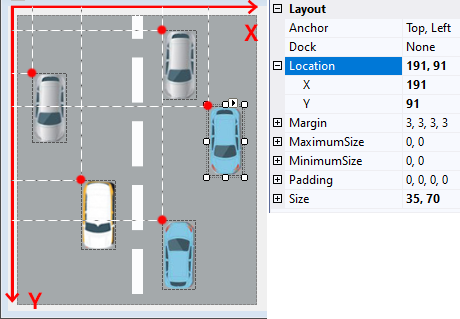 X
Y
Layout
Anchor Top, Left
Dock None
Location 191, 91
X 191
Y 91
Margin 3, 3, 3, 3
MaximumSize 0, 0
MinimumSize 0, 0
Padding 0, 0, 0, 0
Size 35, 70